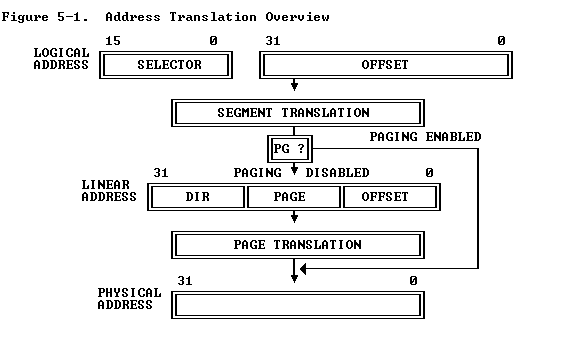 Figure 5-1.  Address Translation Overview
15 0 31 0
LOGICAL
ADDRESS
SELECTOR OFFSET
SEGMENT TRANSLATION
PG ?
PAGING ENABLED
31 PAGING DISABLED 0
LINEAR
ADDRESS
DIR PAGE OFFSET
PAGE TRANSLATION
31 0
PHYSICAL
ADDRESS